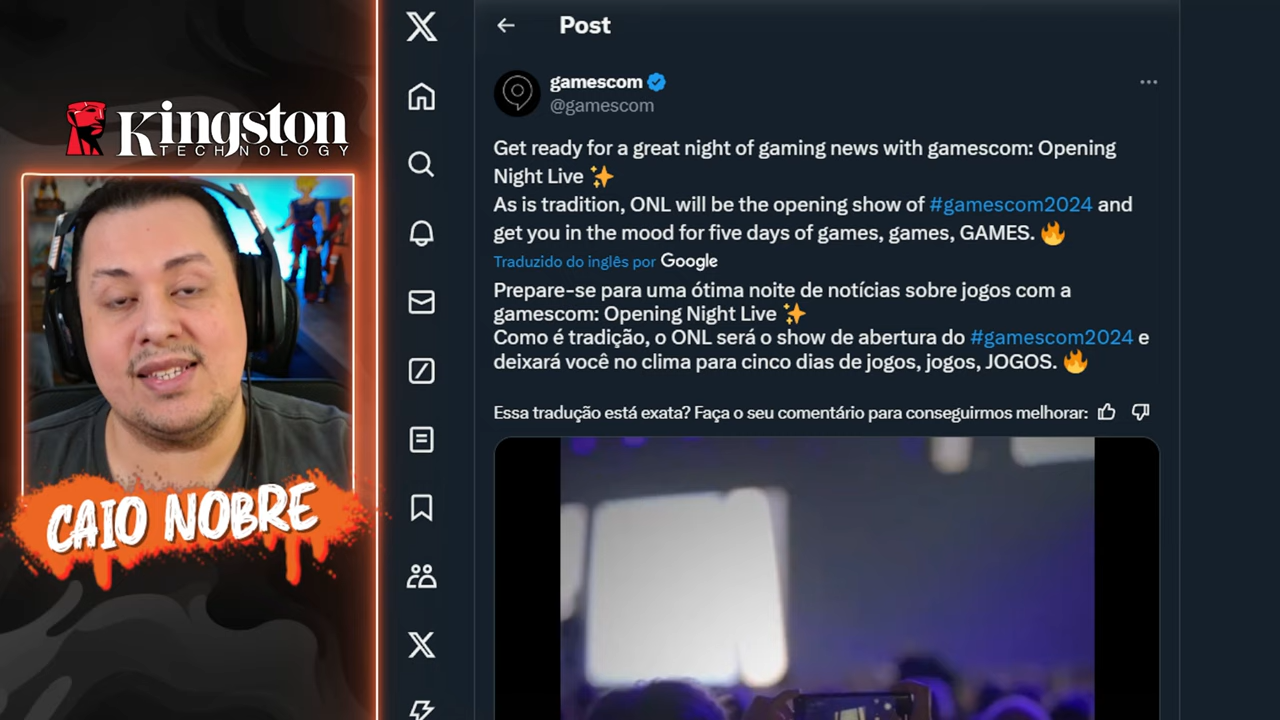 Kingston
TECHNOLOGY
CAIO NOBRE
Post
gamescom
@gamescom
Get ready for a great night of gaming news with gamescom: Opening
Night Live ✨
As is tradition, ONL will be the opening show of #gamescom2024 and
get you in the mood for five days of games, games, GAMES. 🔥
Traduzido do inglês por Google
Prepare-se para uma ótima noite de notícias sobre jogos com a
gamescom: Opening Night Live ✨
Como é tradição, o ONL será o show de abertura do #gamescom2024 e
deixará você no clima para cinco dias de jogos, jogos, JOGOS. 🔥
Essa tradução está exata? Faça o seu comentário para conseguirmos melhorar: